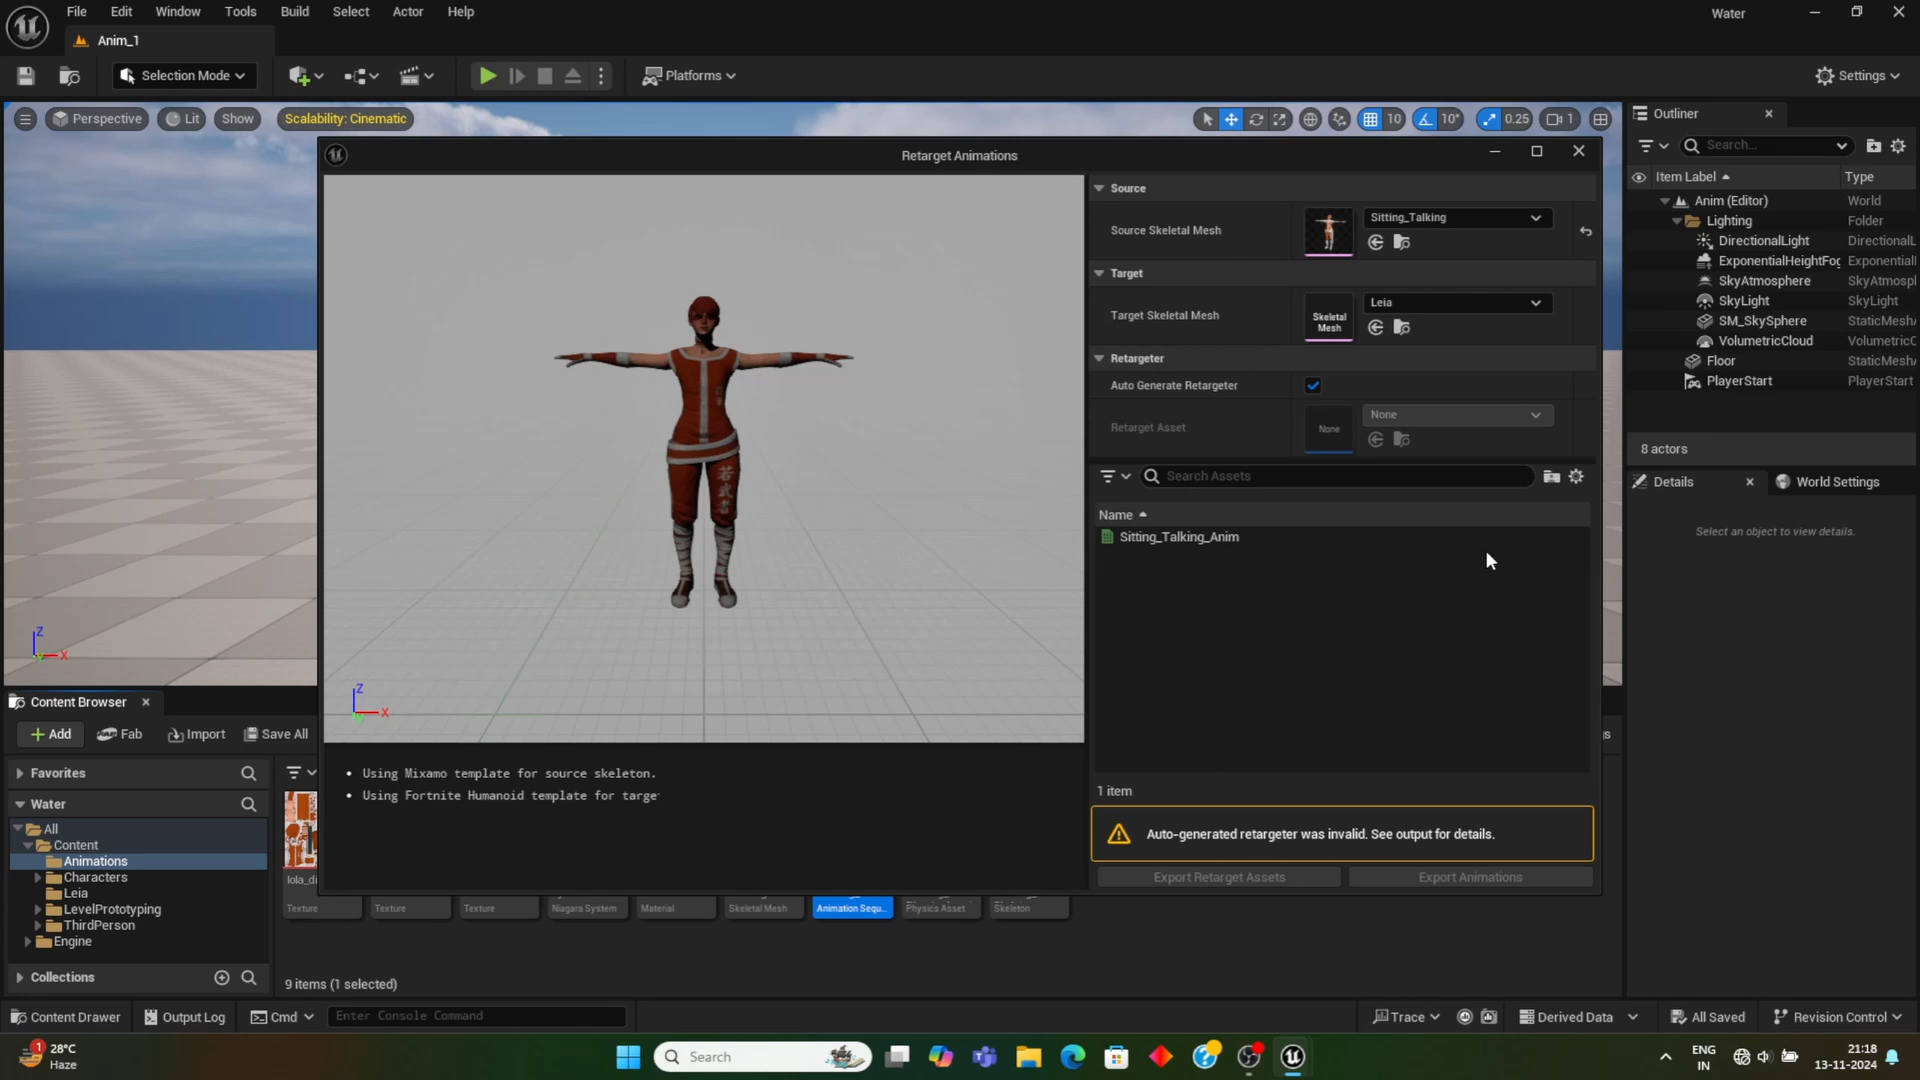 File Edit Window Tools Build Select Actor Help
Water
Anim_1
Selection Mode
Platforms
Settings
Perspective Lit Show Scalability: Cinematic
10 10° 0.25 1
Outliner
Search...
Item Label Type
Anim (Editor) World
Lighting Folder
DirectionalLight DirectionalL
ExponentialHeightFog Exponential
SkyAtmosphere SkyAtmosp
SkyLight SkyLight
SM_SkySphere StaticMesh
VolumetricCloud VolumetricC
Floor StaticMesh
PlayerStart PlayerStart
8 actors
Details World Settings
Select an object to view details.
Retarget Animations
Source
Source Skeletal Mesh
Sitting_Talking
Target
Target Skeletal Mesh
Skeletal
Mesh
Leia
Retargeter
Auto Generate Retargeter
Retarget Asset
None
None
Search Assets
Name
Sitting_Talking_Anim
1 item
Auto-generated retargeter was invalid. See output for details.
Export Retarget Assets Export Animations
若武者
Z
X
Z
X
Using Mixamo template for source skeleton.
Using Fortnite Humanoid template for targe
Content Browser
Add Fab Import Save All
Favorites
Water
All
Content
Animations
Characters
Leia
LevelPrototyping
ThirdPerson
Engine
Collections
lola_di
Texture Texture Texture Niagara System Material Skeletal Mesh Animation Sequ... Physics Asset Skeleton
9 items (1 selected)
Content Drawer Output Log Cmd Enter Console Command
Trace Derived Data All Saved Revision Control
1
28°C
Haze
Search
ENG
IN
21:18
13-11-2024